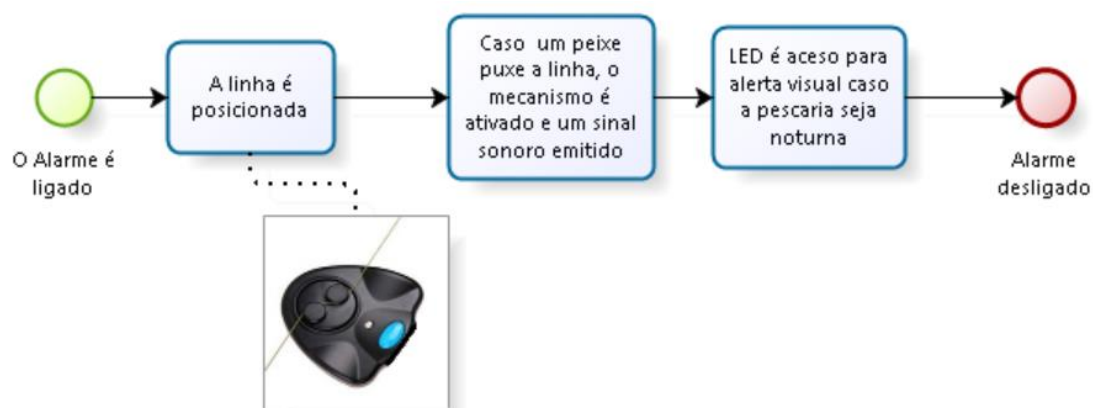 O Alarme é
ligado
A linha é
posicionada
Caso um peixe
puxe a linha, o
mecanismo é
ativado e um sinal
sonoro emitido
LED é aceso para
alerta visual caso
a pescaria seja
noturna
Alarme
desligado